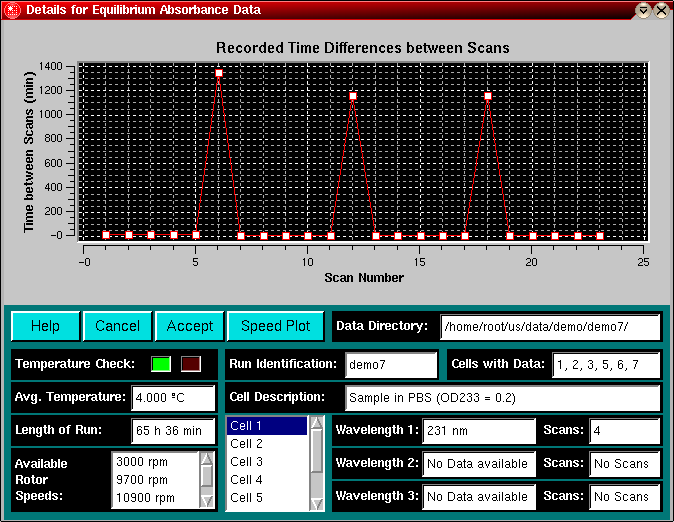 Details for Equilibrium Absorbance Data
Recorded Time Differences between Scans
Time between Scans (min)
1400
1200
1000
800
600
400
200
~0
~0 5 10 15 20 25
Scan Number
Help Cancel Accept Speed Plot Data Directory: /home/root/us/data/demo/demo7/
Temperature Check: Run Identification: demo7 Cells with Data: 1, 2, 3, 5, 6, 7
Avg. Temperature: 4.000 ºC Cell Description: Sample in PBS (OD233 = 0.2)
Length of Run: 65 h 36 min
Available
Rotor
Speeds:
3000 rpm
9700 rpm
10900 rpm
Cell 1
Cell 2
Cell 3
Cell 4
Cell 5
Wavelength 1: 231 nm Scans: 4
Wavelength 2: No Data available Scans: No Scans
Wavelength 3: No Data available Scans: No Scans